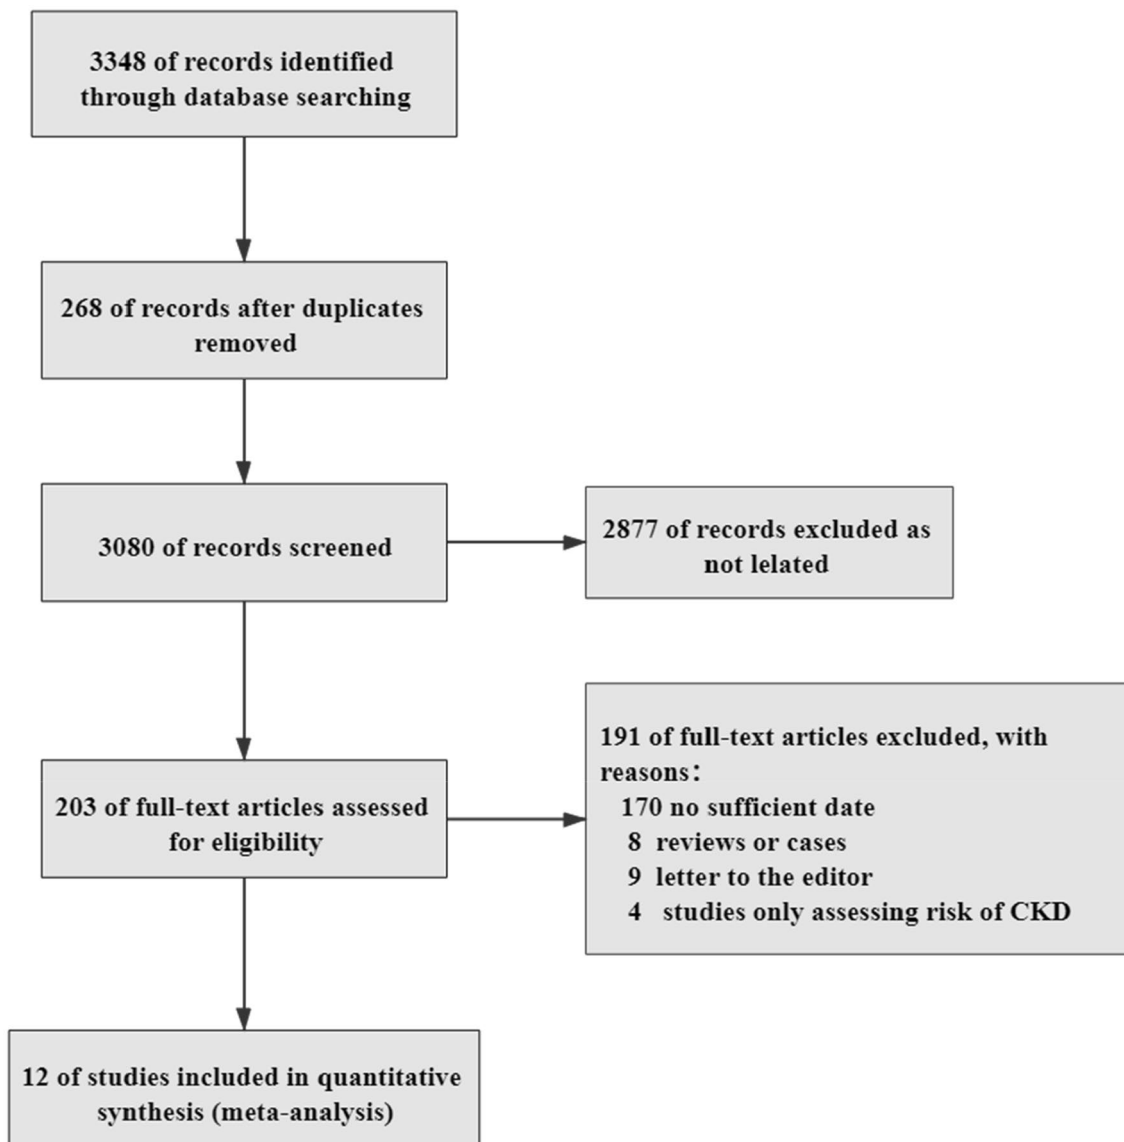 3348 of records identified
through database searching
268 of records after duplicates
removed
3080 of records screened
2877 of records excluded as
not lelated
203 of full-text articles assessed
for eligibility
191 of full-text articles excluded, with
reasons：
170 no sufficient date
8 reviews or cases
9 letter to the editor
4 studies only assessing risk of CKD
12 of studies included in quantitative
synthesis (meta-analysis)